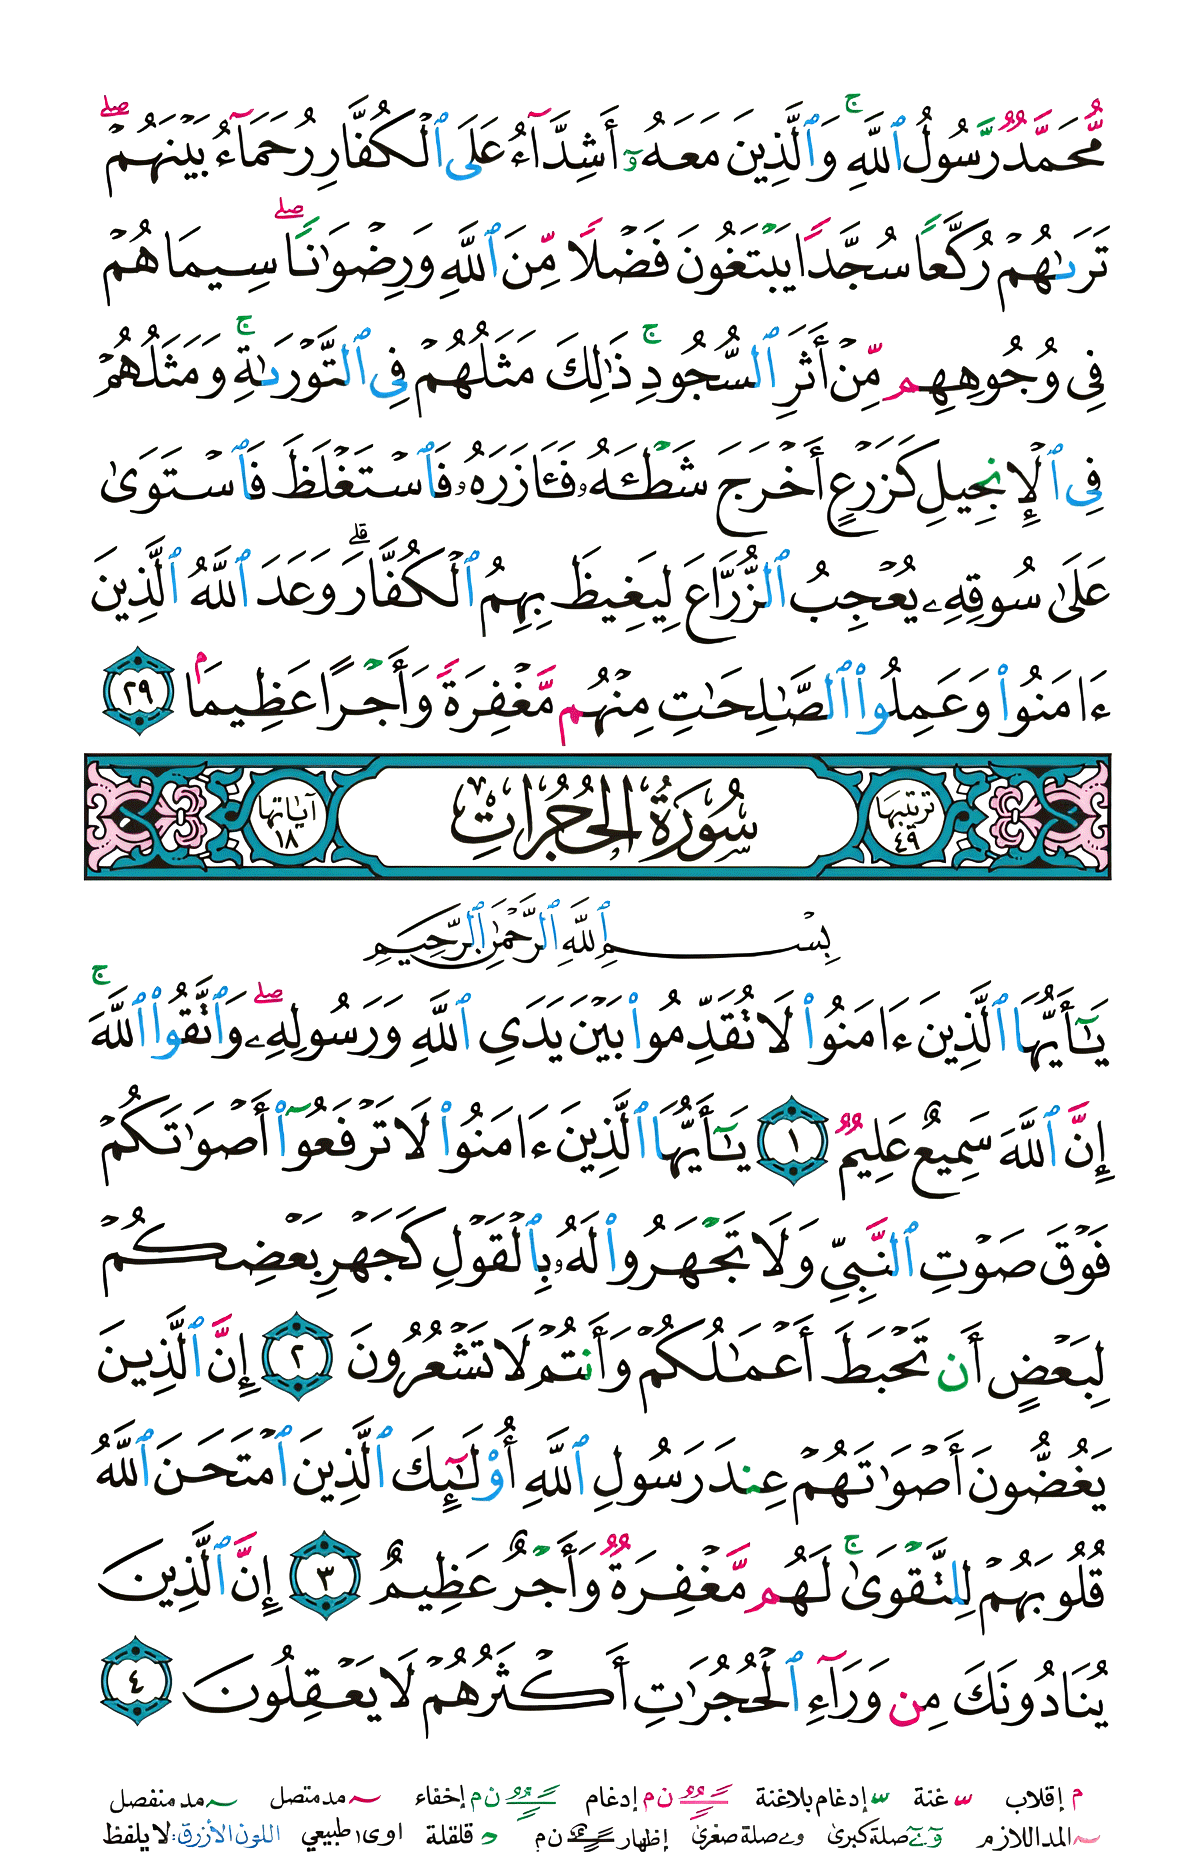 مُّحَمَّدٌ رَّسُولُ ٱللَّهِ ۚ وَٱلَّذِينَ مَعَهُۥٓ أَشِدَّآءُ عَلَى ٱلْكُفَّارِ رُحَمَآءُ بَيْنَهُمْ ۖ
تَرَىٰهُمْ رُكَّعًا سُجَّدًا يَبْتَغُونَ فَضْلًا مِّنَ ٱللَّهِ وَرِضْوَٰنًا ۖ سِيمَاهُمْ
فِى وُجُوهِهِم مِّنْ أَثَرِ ٱلسُّجُودِ ۚ ذَٰلِكَ مَثَلُهُمْ فِى ٱلتَّوْرَىٰةِ ۚ وَمَثَلُهُمْ
فِى ٱلْإِنجِيلِ كَزَرْعٍ أَخْرَجَ شَطْـَٔهُۥ فَـَٔازَرَهُۥ فَٱسْتَغْلَظَ فَٱسْتَوَىٰ
عَلَىٰ سُوقِهِۦ يُعْجِبُ ٱلزُّرَّاعَ لِيَغِيظَ بِهِمُ ٱلْكُفَّارَ ۗ وَعَدَ ٱللَّهُ ٱلَّذِينَ
ءَامَنُوا۟ وَعَمِلُوا۟ ٱلصَّٰلِحَٰتِ مِنْهُم مَّغْفِرَةً وَأَجْرًا عَظِيمًۢا ٢٩
ترتيبها ٤٩ سُورَةُ الحُجُرَاتِ آياتها ١٨
بِسْمِ ٱللَّهِ ٱلرَّحْمَٰنِ ٱلرَّحِيمِ
يَٰٓأَيُّهَا ٱلَّذِينَ ءَامَنُوا۟ لَا تُقَدِّمُوا۟ بَيْنَ يَدَىِ ٱللَّهِ وَرَسُولِهِۦ ۖ وَٱتَّقُوا۟ ٱللَّهَ ۚ
إِنَّ ٱللَّهَ سَمِيعٌ عَلِيمٌ ١ يَٰٓأَيُّهَا ٱلَّذِينَ ءَامَنُوا۟ لَا تَرْفَعُوٓا۟ أَصْوَٰتَكُمْ
فَوْقَ صَوْتِ ٱلنَّبِىِّ وَلَا تَجْهَرُوا۟ لَهُۥ بِٱلْقَوْلِ كَجَهْرِ بَعْضِكُمْ
لِبَعْضٍ أَن تَحْبَطَ أَعْمَٰلُكُمْ وَأَنتُمْ لَا تَشْعُرُونَ ٢ إِنَّ ٱلَّذِينَ
يَغُضُّونَ أَصْوَٰتَهُمْ عِندَ رَسُولِ ٱللَّهِ أُو۟لَٰٓئِكَ ٱلَّذِينَ ٱمْتَحَنَ ٱللَّهُ
قُلُوبَهُمْ لِلتَّقْوَىٰ ۚ لَهُم مَّغْفِرَةٌ وَأَجْرٌ عَظِيمٌ ٣ إِنَّ ٱلَّذِينَ
يُنَادُونَكَ مِن وَرَآءِ ٱلْحُجُرَٰتِ أَكْثَرُهُمْ لَا يَعْقِلُونَ ٤
م إقلاب غنة إدغام بلاغنة ن م إدغام ن م إخفاء مد متصل مد منفصل
المد اللازم صلة كبرى و ے صلة صغرى إظهار ن م قلقلة ا و ى طبيعي اللون الأزرق: لا يلفظ